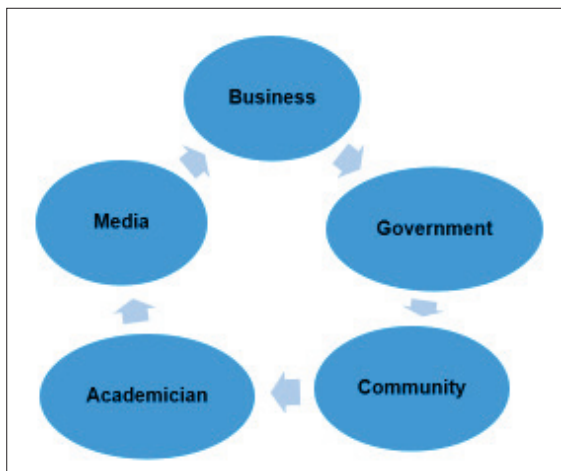 Business
Media
Government
Academician
Community